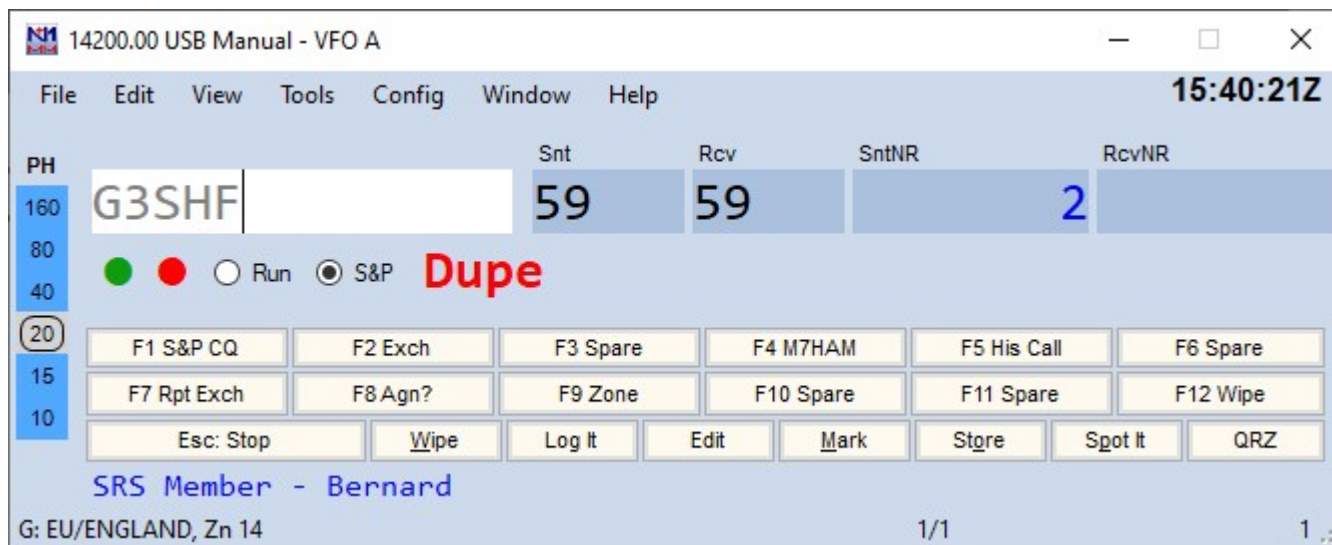 14200.00 USB Manual - VFO A
File Edit View Tools Config Window Help 15:40:21Z
PH Snt Rcv SntNR RcvNR
160 G3SHF 59 59 2
80
40
Run S&P Dupe
20
15
10
F1 S&P CQ F2 Exch F3 Spare F4 M7HAM F5 His Call F6 Spare
F7 Rpt Exch F8 Agn? F9 Zone F10 Spare F11 Spare F12 Wipe
Esc: Stop Wipe Log It Edit Mark Store Spot It QRZ
SRS Member - Bernard
G: EU/ENGLAND, Zn 14 1/1 1